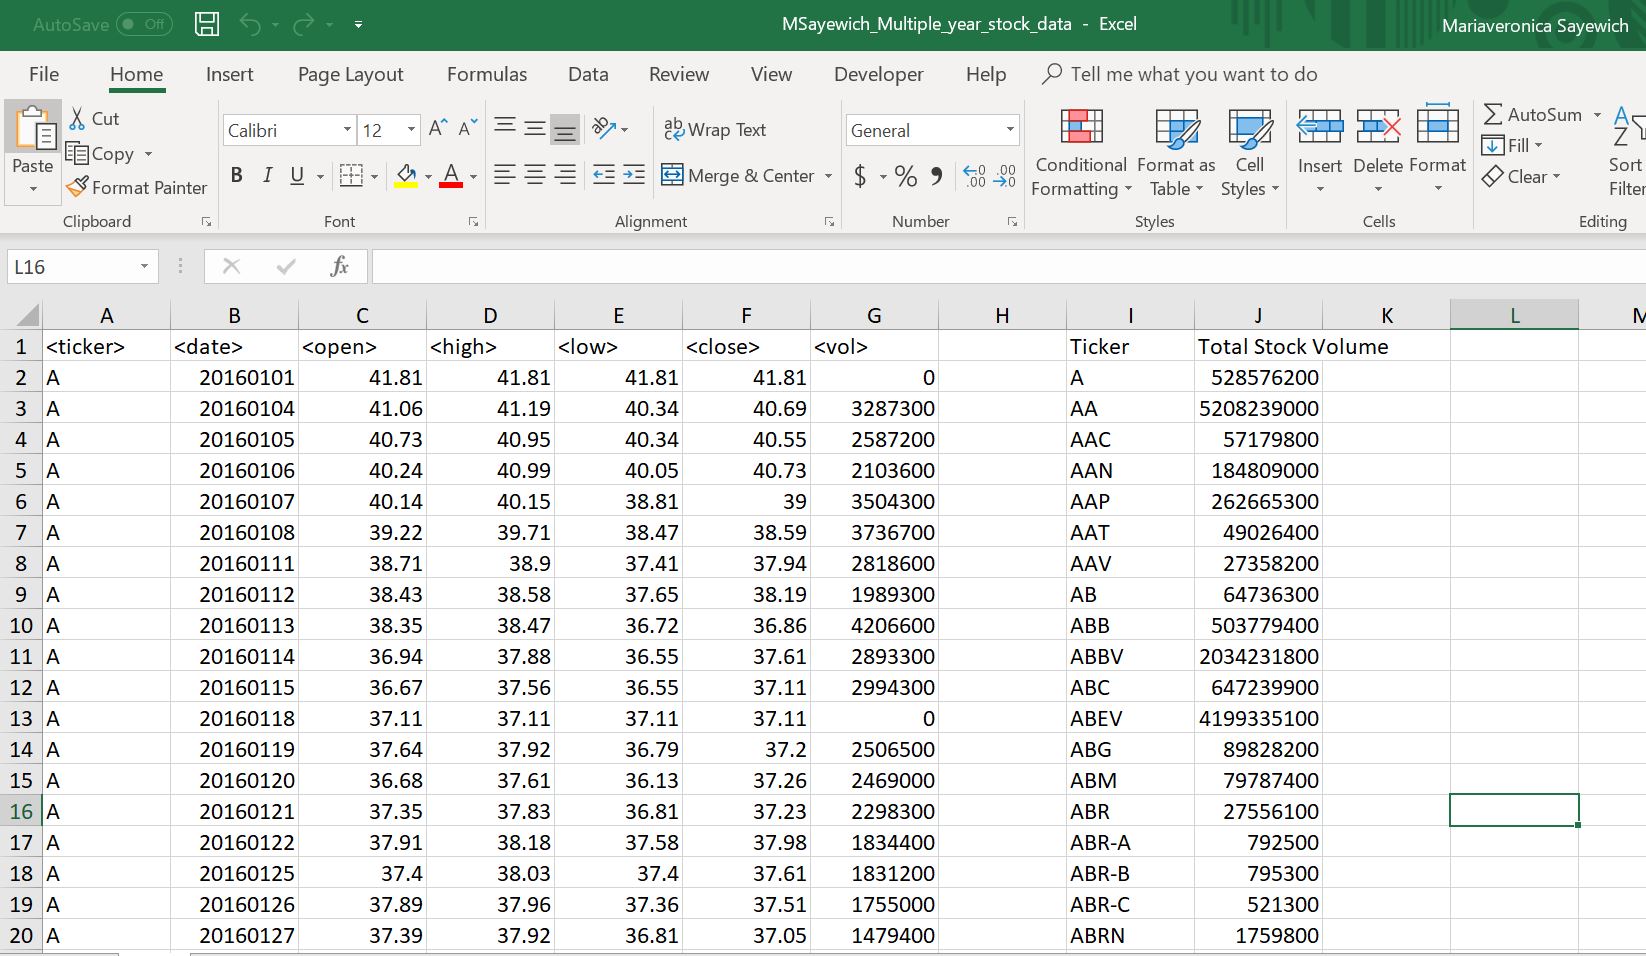 AutoSave Off MSayewich_Multiple_year_stock_data - Excel Mariaveronica Sayewich
File Home Insert Page Layout Formulas Data Review View Developer Help Tell me what you want to do
Paste
Cut
Copy
Format Painter
Clipboard
Calibri 12 A A
B I U A
Font
ab Wrap Text
Merge & Center
Alignment
General
$ % , .00 .00
Number
Conditional Formatting
Format as Table
Cell Styles
Styles
Insert Delete Format
Cells
AutoSum
Fill
Clear
A Z
Sort
Filter
Editing
L16 fx
A B C D E F G H I J K L M
1 <ticker> <date> <open> <high> <low> <close> <vol> Ticker Total Stock Volume
2 A 20160101 41.81 41.81 41.81 41.81 0 A 528576200
3 A 20160104 41.06 41.19 40.34 40.69 3287300 AA 5208239000
4 A 20160105 40.73 40.95 40.34 40.55 2587200 AAC 57179800
5 A 20160106 40.24 40.99 40.05 40.73 2103600 AAN 184809000
6 A 20160107 40.14 40.15 38.81 39 3504300 AAP 262665300
7 A 20160108 39.22 39.71 38.47 38.59 3736700 AAT 49026400
8 A 20160111 38.71 38.9 37.41 37.94 2818600 AAV 27358200
9 A 20160112 38.43 38.58 37.65 38.19 1989300 AB 64736300
10 A 20160113 38.35 38.47 36.72 36.86 4206600 ABB 503779400
11 A 20160114 36.94 37.88 36.55 37.61 2893300 ABBV 2034231800
12 A 20160115 36.67 37.56 36.55 37.11 2994300 ABC 647239900
13 A 20160118 37.11 37.11 37.11 37.11 0 ABEV 4199335100
14 A 20160119 37.64 37.92 36.79 37.2 2506500 ABG 89828200
15 A 20160120 36.68 37.61 36.13 37.26 2469000 ABM 79787400
16 A 20160121 37.35 37.83 36.81 37.23 2298300 ABR 27556100
17 A 20160122 37.91 38.18 37.58 37.98 1834400 ABR-A 792500
18 A 20160125 37.4 38.03 37.4 37.61 1831200 ABR-B 795300
19 A 20160126 37.89 37.96 37.36 37.51 1755000 ABR-C 521300
20 A 20160127 37.39 37.92 36.81 37.05 1479400 ABRN 1759800